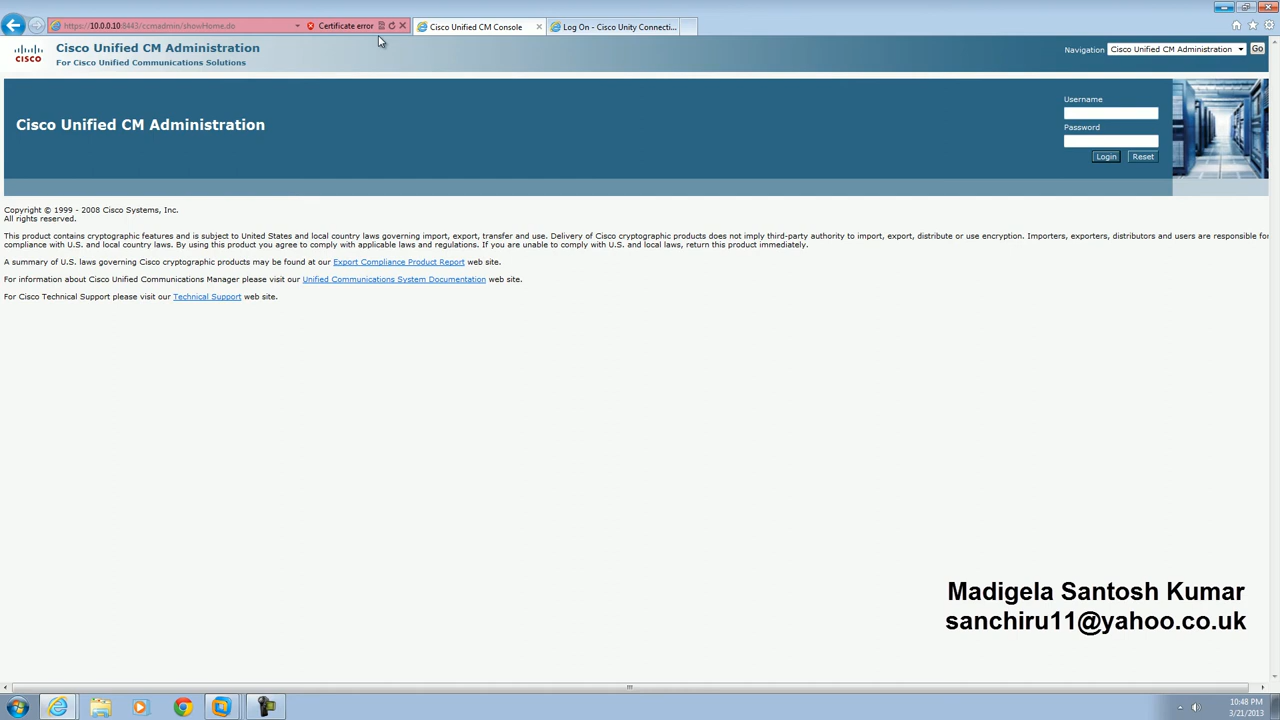 https://10.0.0.10:8443/ccmadmin/showHome.do
Certificate error
Cisco Unified CM Console
Log On - Cisco Unity Connecti...
Cisco Unified CM Administration
For Cisco Unified Communications Solutions
CISCO
Navigation
Cisco Unified CM Administration
Go
Cisco Unified CM Administration
Username
Password
Login
Reset
Copyright © 1999 - 2008 Cisco Systems, Inc.
All rights reserved.
This product contains cryptographic features and is subject to United States and local country laws governing import, export, transfer and use. Delivery of Cisco cryptographic products does not imply third-party authority to import, export, distribute or use encryption. Importers, exporters, distributors and users are responsible for
compliance with U.S. and local country laws. By using this product you agree to comply with applicable laws and regulations. If you are unable to comply with U.S. and local laws, return this product immediately.
A summary of U.S. laws governing Cisco cryptographic products may be found at our Export Compliance Product Report web site.
For information about Cisco Unified Communications Manager please visit our Unified Communications System Documentation web site.
For Cisco Technical Support please visit our Technical Support web site.
Madigela Santosh Kumar
sanchiru11@yahoo.co.uk
10:48 PM
3/21/2013